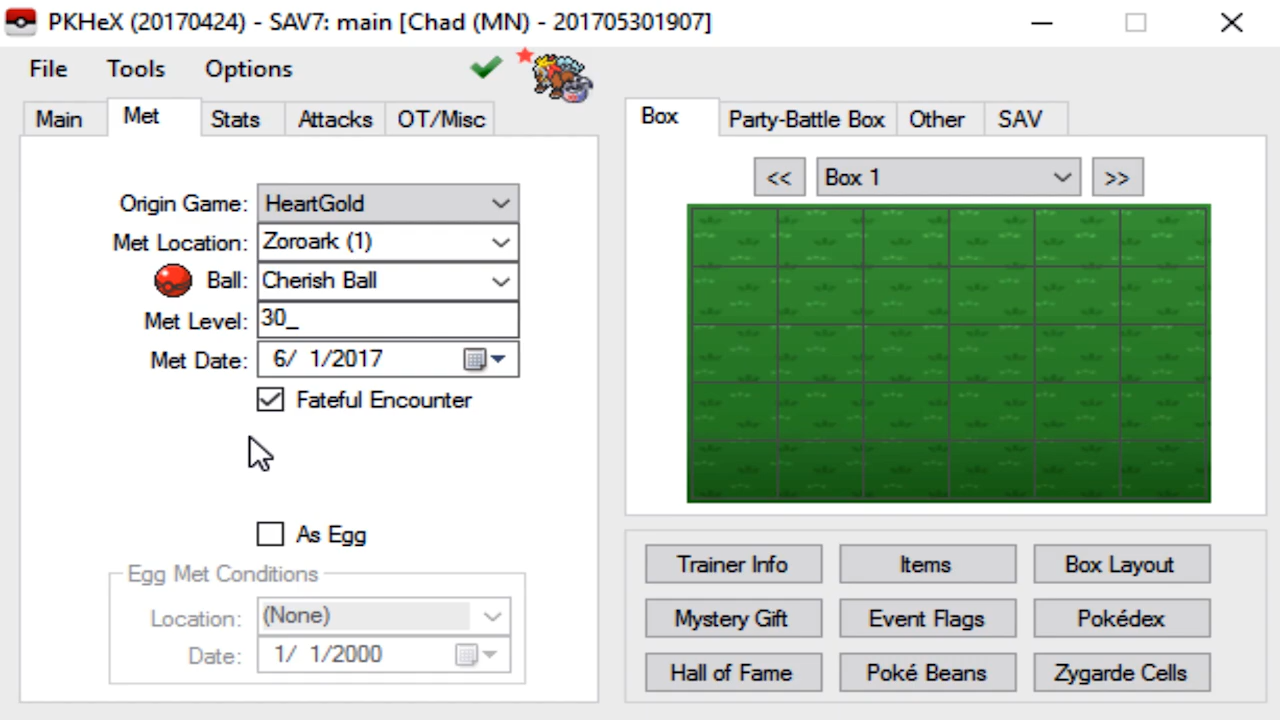 PKHeX (20170424) - SAV7: main [Chad (MN) - 201705301907]
File Tools Options
Main Met Stats Attacks OT/Misc
Origin Game: HeartGold
Met Location: Zoroark (1)
Ball: Cherish Ball
Met Level: 30_
Met Date: 6/ 1/2017
Fateful Encounter
As Egg
Egg Met Conditions
Location: (None)
Date: 1/ 1/2000
Box Party-Battle Box Other SAV
<< Box 1 >>
Trainer Info Items Box Layout
Mystery Gift Event Flags Pokédex
Hall of Fame Poké Beans Zygarde Cells